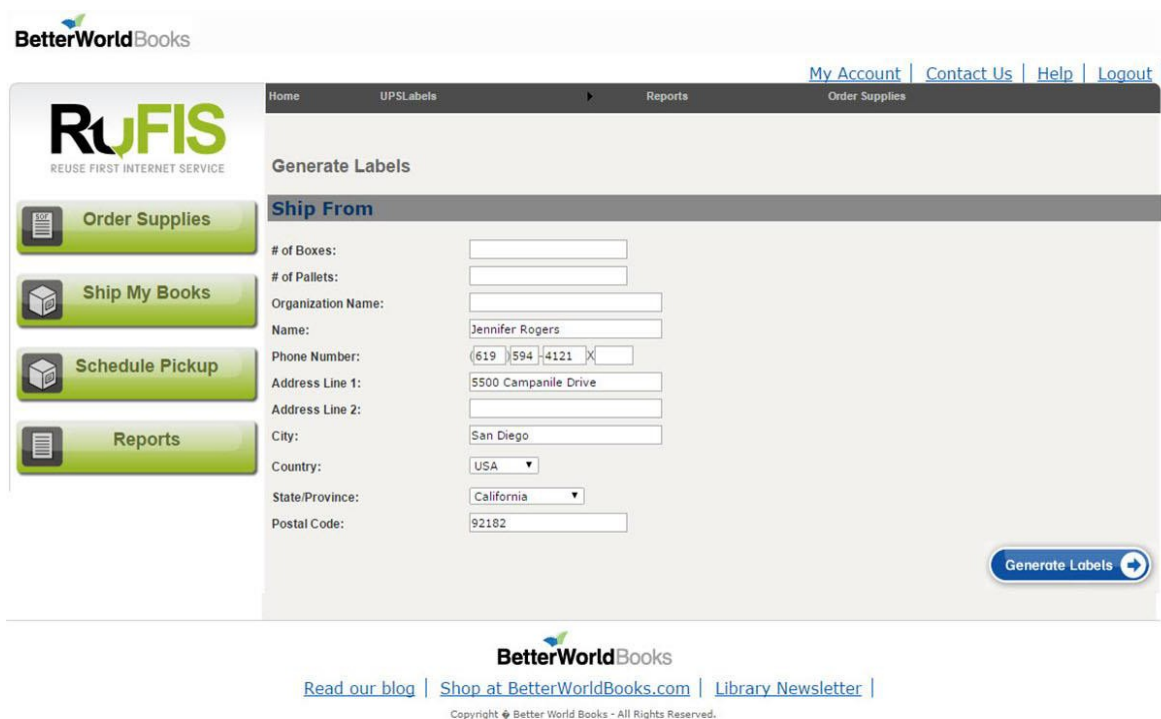 BetterWorldBooks
My Account | Contact Us | Help | Logout
RuFIS
REUSE FIRST INTERNET SERVICE
Home UPSLabels Reports Order Supplies
Generate Labels
Order Supplies
Ship My Books
Schedule Pickup
Reports
Ship From
# of Boxes:
# of Pallets:
Organization Name:
Name: Jennifer Rogers
Phone Number: (619 )594 -4121 X
Address Line 1: 5500 Campanile Drive
Address Line 2:
City: San Diego
Country: USA
State/Province: California
Postal Code: 92182
Generate Labels
BetterWorldBooks
Read our blog | Shop at BetterWorldBooks.com | Library Newsletter |
Copyright � Better World Books - All Rights Reserved.